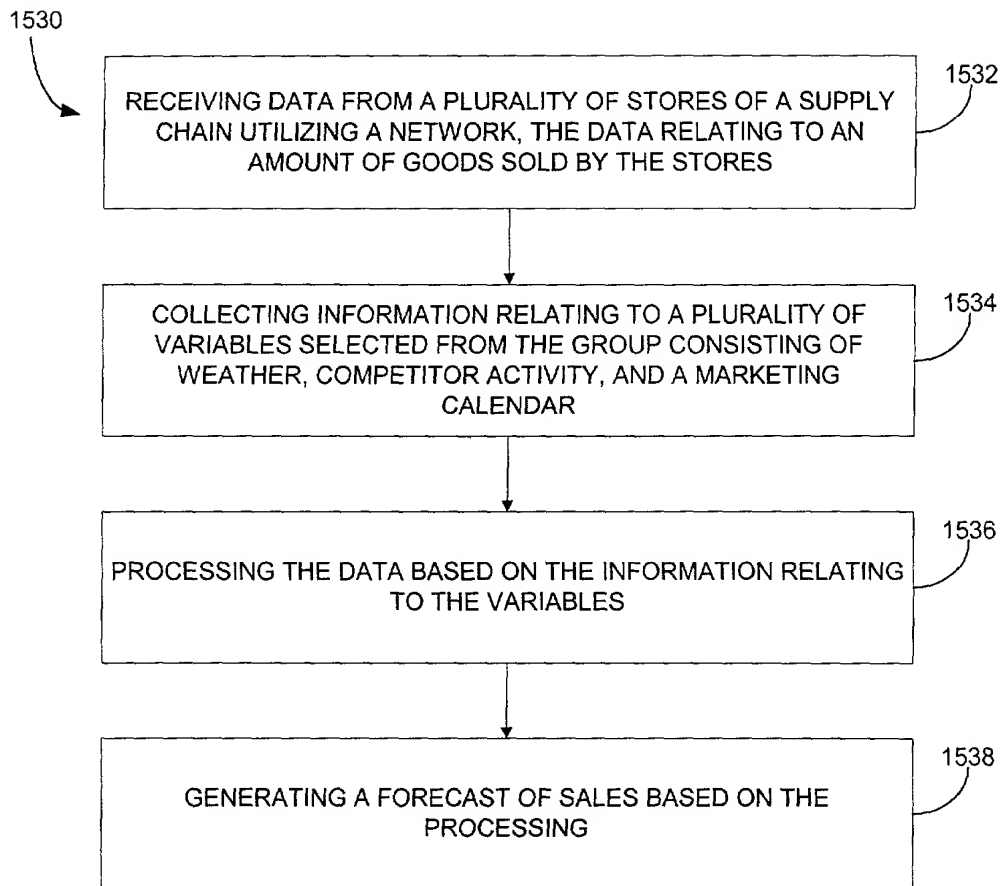 1530
1532
RECEIVING DATA FROM A PLURALITY OF STORES OF A SUPPLY
CHAIN UTILIZING A NETWORK, THE DATA RELATING TO AN
AMOUNT OF GOODS SOLD BY THE STORES
1534
COLLECTING INFORMATION RELATING TO A PLURALITY OF
VARIABLES SELECTED FROM THE GROUP CONSISTING OF
WEATHER, COMPETITOR ACTIVITY, AND A MARKETING
CALENDAR
1536
PROCESSING THE DATA BASED ON THE INFORMATION RELATING
TO THE VARIABLES
1538
GENERATING A FORECAST OF SALES BASED ON THE
PROCESSING